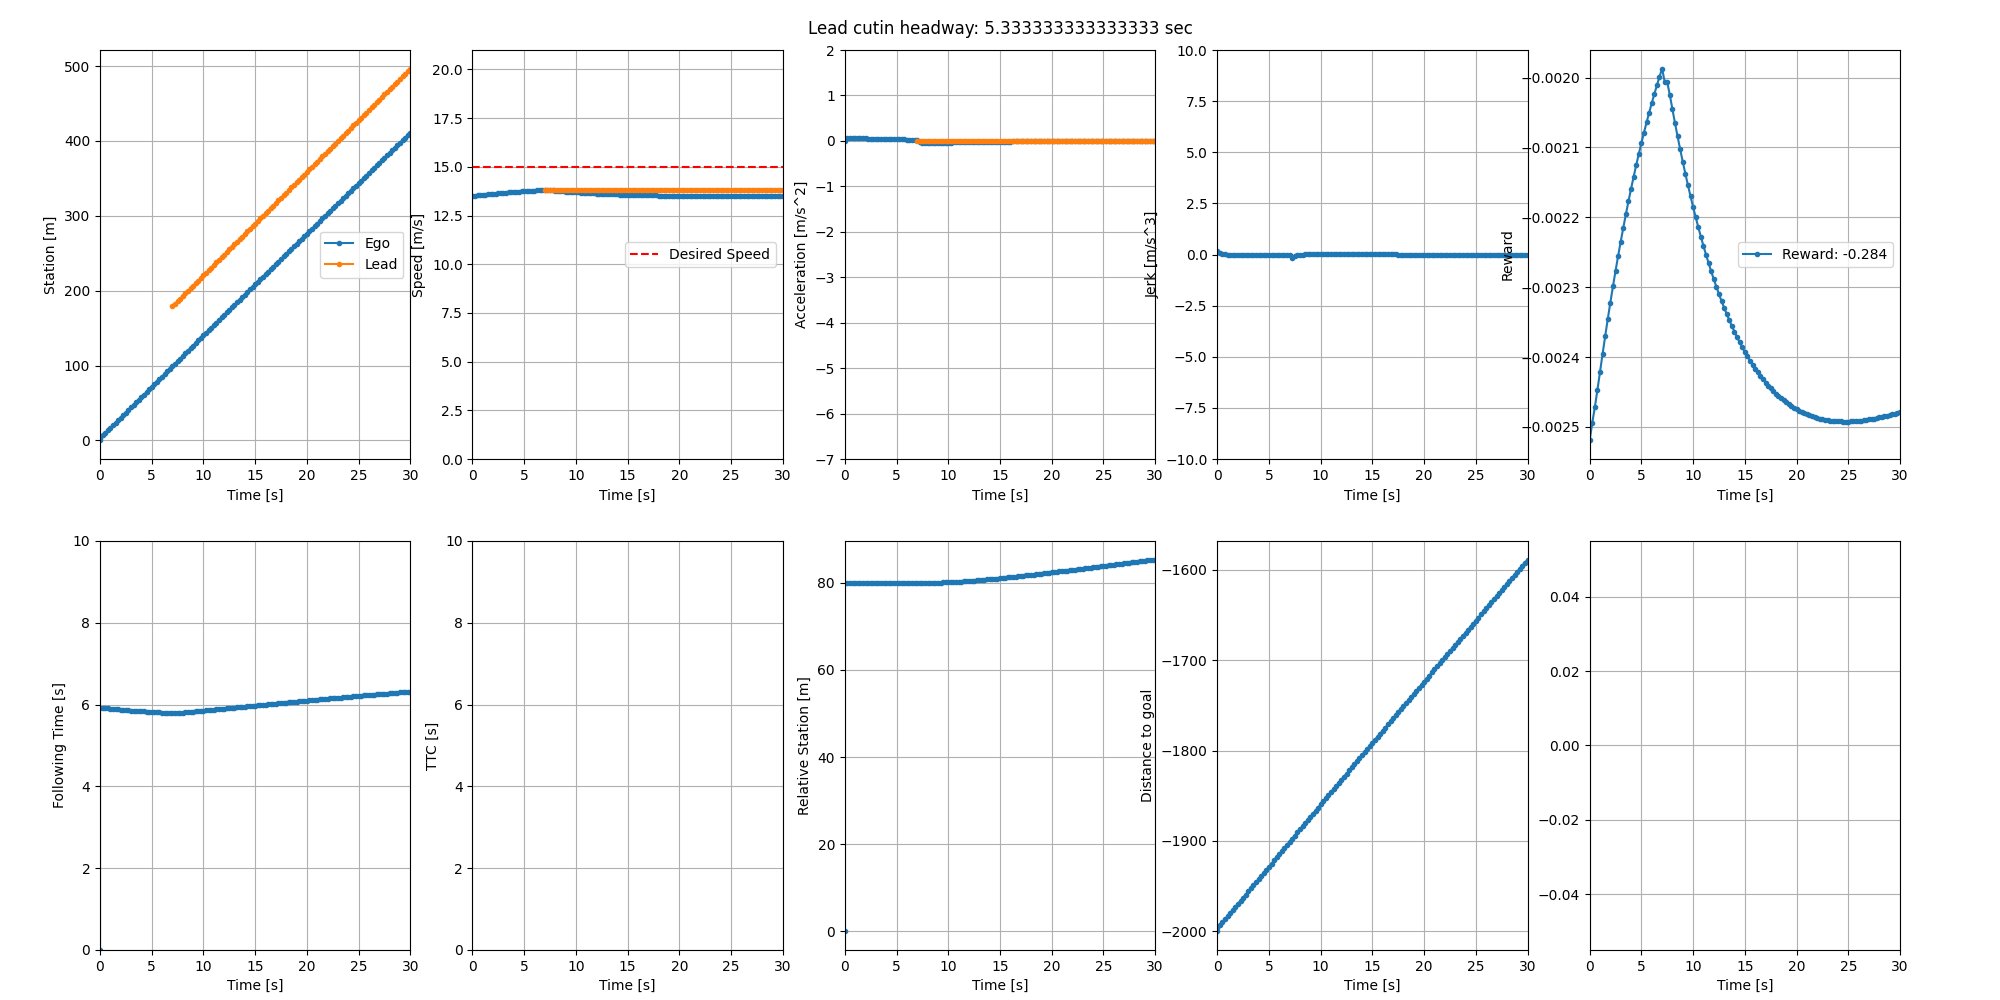 Lead cutin headway: 5.333333333333333 sec
500
400
300
200
100
0
0 5 10 15 20 25 30
Station [m]
Time [s]
Ego
Lead
20.0
17.5
15.0
12.5
10.0
7.5
5.0
2.5
0.0
0 5 10 15 20 25 30
Speed [m/s]
Time [s]
Desired Speed
2
1
0
−1
−2
−3
−4
−5
−6
−7
0 5 10 15 20 25 30
Acceleration [m/s^2]
Time [s]
10.0
7.5
5.0
2.5
0.0
−2.5
−5.0
−7.5
−10.0
0 5 10 15 20 25 30
Jerk [m/s^3]
Time [s]
−0.0020
−0.0021
−0.0022
−0.0023
−0.0024
−0.0025
0 5 10 15 20 25 30
Reward
Time [s]
Reward: -0.284
10
8
6
4
2
0
0 5 10 15 20 25 30
Following Time [s]
Time [s]
10
8
6
4
2
0
0 5 10 15 20 25 30
TTC [s]
Time [s]
80
60
40
20
0
0 5 10 15 20 25 30
Relative Station [m]
Time [s]
−1600
−1700
−1800
−1900
−2000
0 5 10 15 20 25 30
Distance to goal
Time [s]
0.04
0.02
0.00
−0.02
−0.04
0 5 10 15 20 25 30
Time [s]